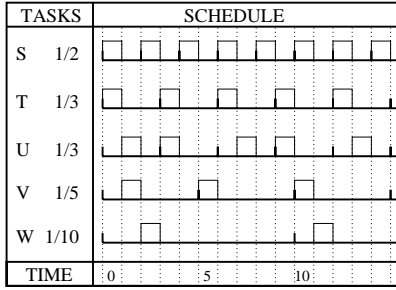 TASKS SCHEDULE
S 1/2
T 1/3
U 1/3
V 1/5
W 1/10
TIME 0 5 10